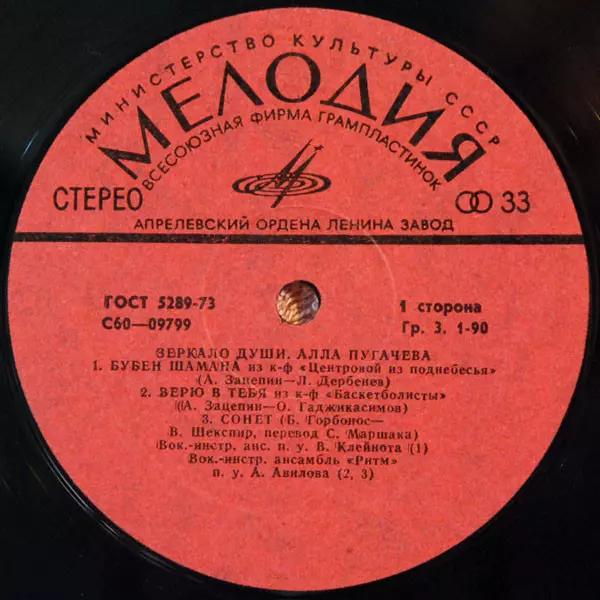 МИНИСТЕРСТВО КУЛЬТУРЫ СССР
МЕЛОДИЯ
ВСЕСОЮЗНАЯ ФИРМА ГРАМПЛАСТИНОК
СТЕРЕО
33
АПРЕЛЕВСКИЙ ОРДЕНА ЛЕНИНА ЗАВОД
ГОСТ 5289-73
1 сторона
С60—09799
Гр. 3. 1-90
ЗЕРКАЛО ДУШИ. АЛЛА ПУГАЧЕВА
1. БУБЕН ШАМАНА из к-ф «Центровой из поднебесья»
(А. Зацепин—Л. Дербенев)
2. ВЕРЮ В ТЕБЯ из к-ф «Баскетболисты»
((А. Зацепин—О. Гаджикасимов)
3. СОНЕТ (Б. Горбонос—
В. Шекспир, перевод С. Маршака)
Вок.-инстр. анс. п. у. В. Клейнота (1)
Вок.-инстр. ансамбль «Ритм»
п. у. А. Авилова (2, 3)